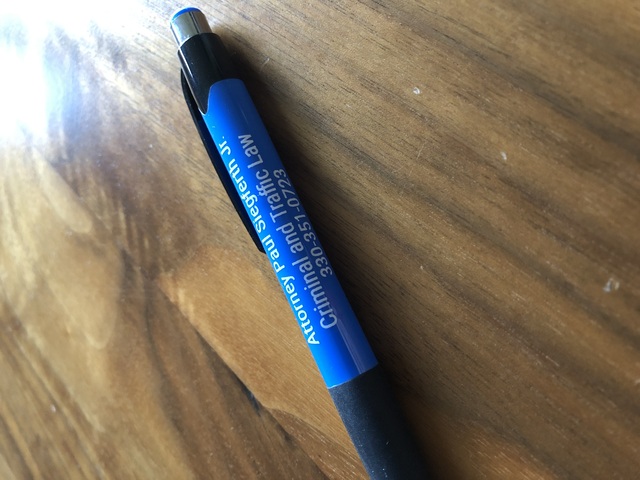 Attorney Paul Siegferth Jr.
Criminal and Traffic Law
330-351-0723